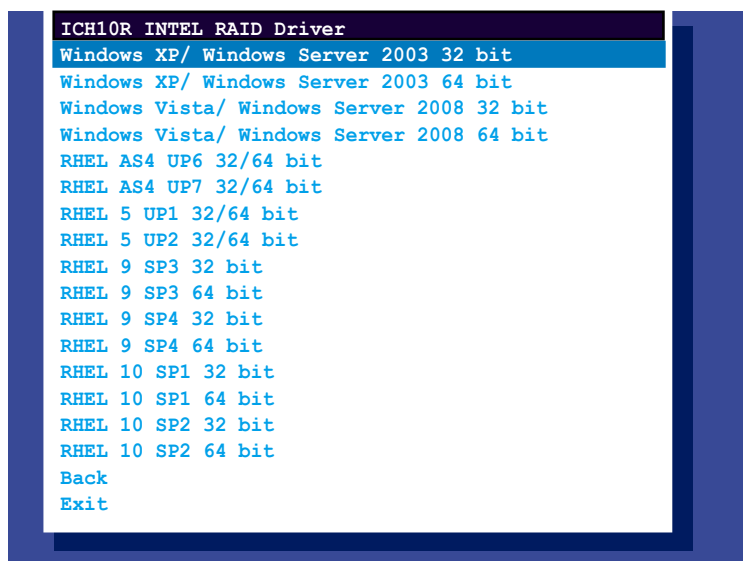 ICH10R INTEL RAID Driver
Windows XP/ Windows Server 2003 32 bit
Windows XP/ Windows Server 2003 64 bit
Windows Vista/ Windows Server 2008 32 bit
Windows Vista/ Windows Server 2008 64 bit
RHEL AS4 UP6 32/64 bit
RHEL AS4 UP7 32/64 bit
RHEL 5 UP1 32/64 bit
RHEL 5 UP2 32/64 bit
RHEL 9 SP3 32 bit
RHEL 9 SP3 64 bit
RHEL 9 SP4 32 bit
RHEL 9 SP4 64 bit
RHEL 10 SP1 32 bit
RHEL 10 SP1 64 bit
RHEL 10 SP2 32 bit
RHEL 10 SP2 64 bit
Back
Exit